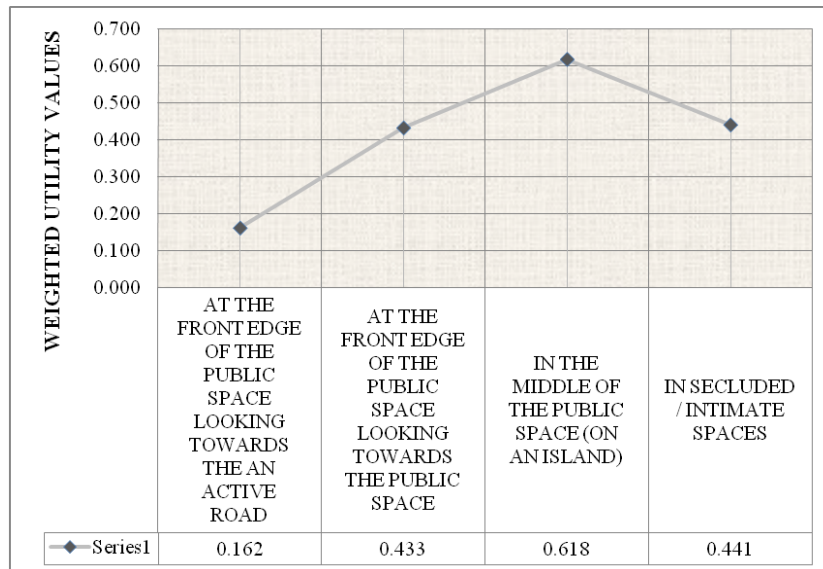 0.700
0.600
0.500
0.400
0.300
0.200
0.100
0.000
WEIGHTED UTILITY VALUES
AT THE
FRONT EDGE
OF THE
PUBLIC
SPACE
LOOKING
TOWARDS
THE AN
ACTIVE
ROAD
AT THE
FRONT EDGE
OF THE
PUBLIC
SPACE
LOOKING
TOWARDS
THE PUBLIC
SPACE
IN THE
MIDDLE OF
THE PUBLIC
SPACE (ON
AN ISLAND)
IN SECLUDED
/ INTIMATE
SPACES
Series1 0.162 0.433 0.618 0.441